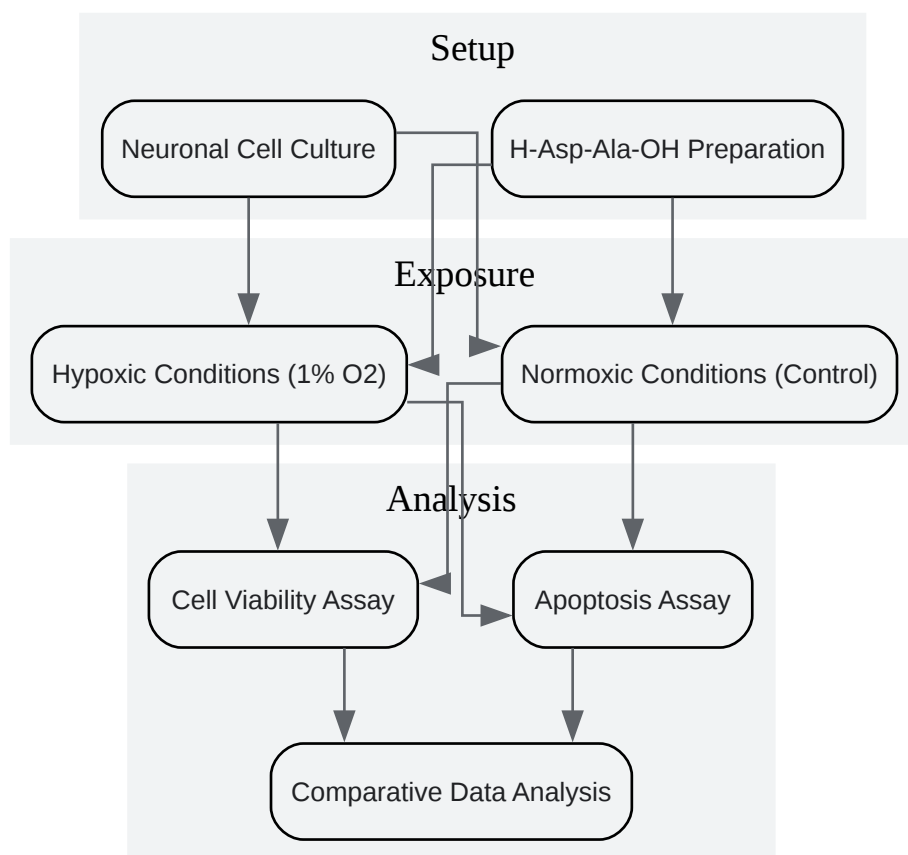 Setup
Neuronal Cell Culture
H-Asp-Ala-OH Preparation
Exposure
Hypoxic Conditions (1% O2)
Normoxic Conditions (Control)
Analysis
Cell Viability Assay
Apoptosis Assay
Comparative Data Analysis